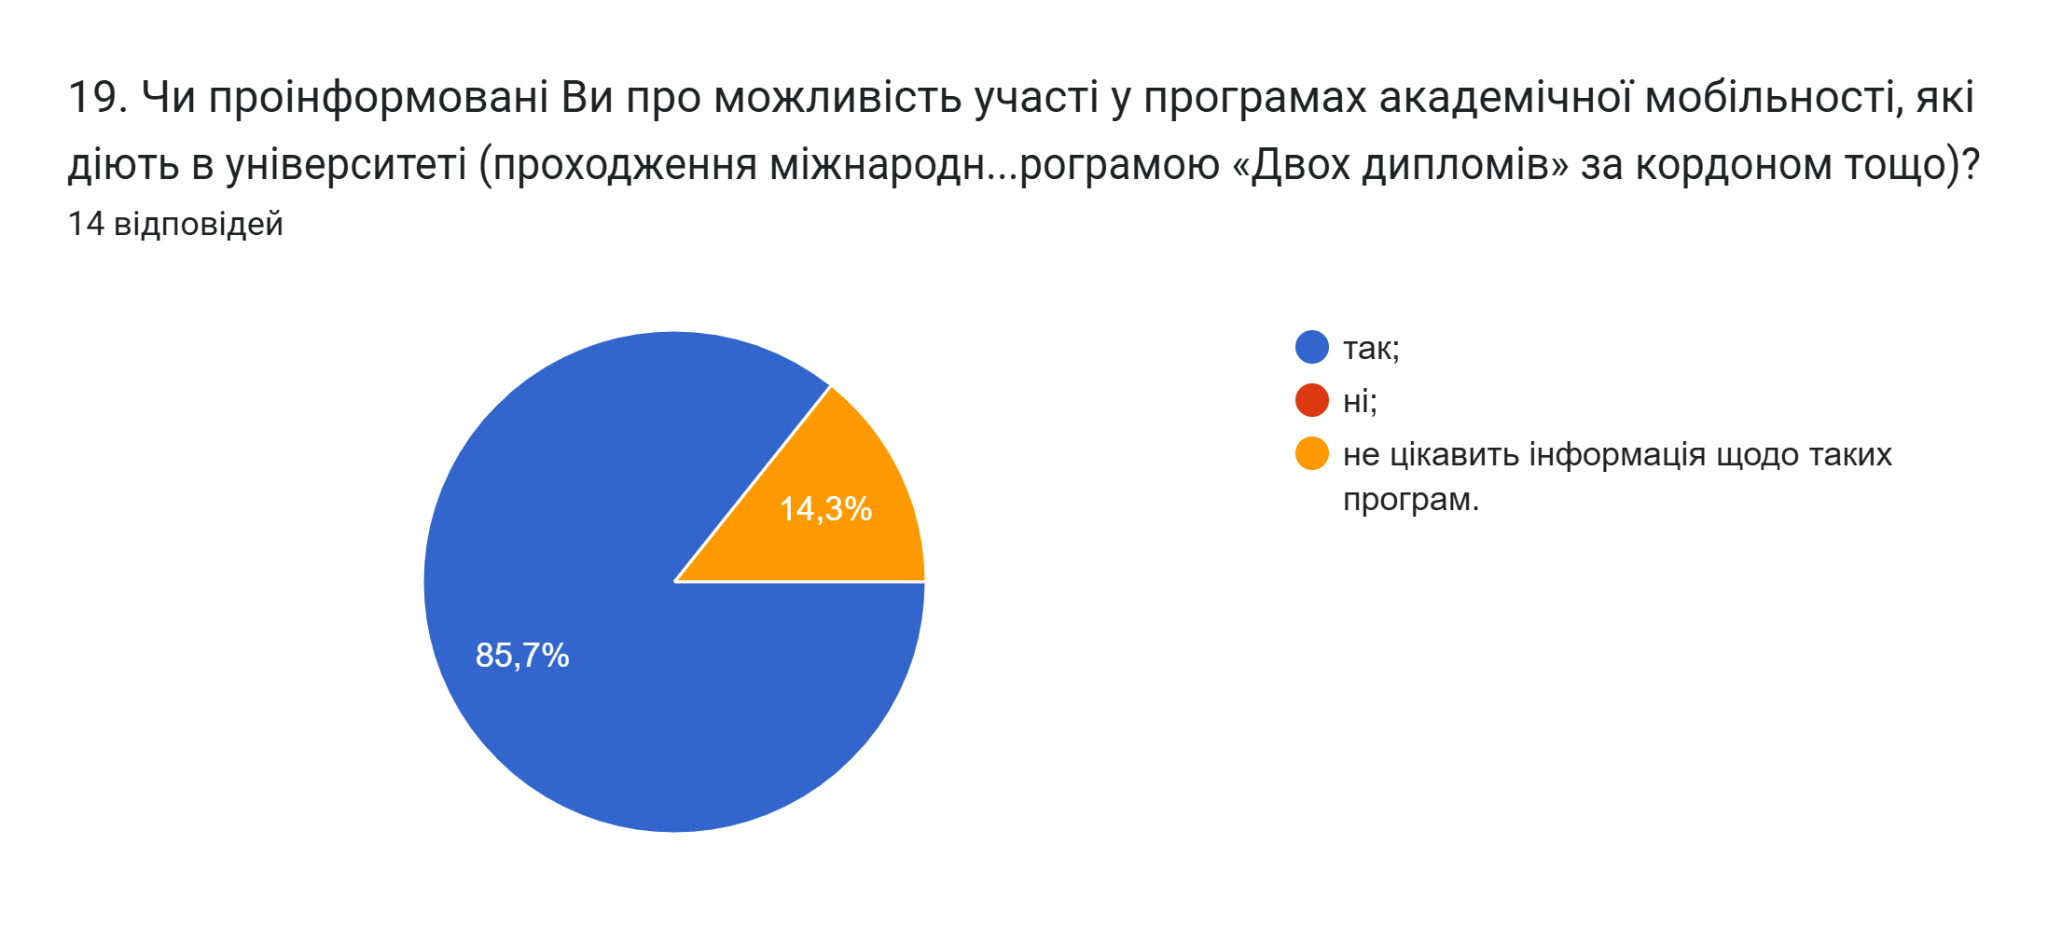 19. Чи проінформовані Ви про можливість участі у програмах академічної мобільності, які
діють в університеті (проходження міжнародн...рограмою «Двох дипломів» за кордоном тощо)?
14 відповідей
так;
ні;
не цікавить інформація щодо таких
програм.
14,3%
85,7%